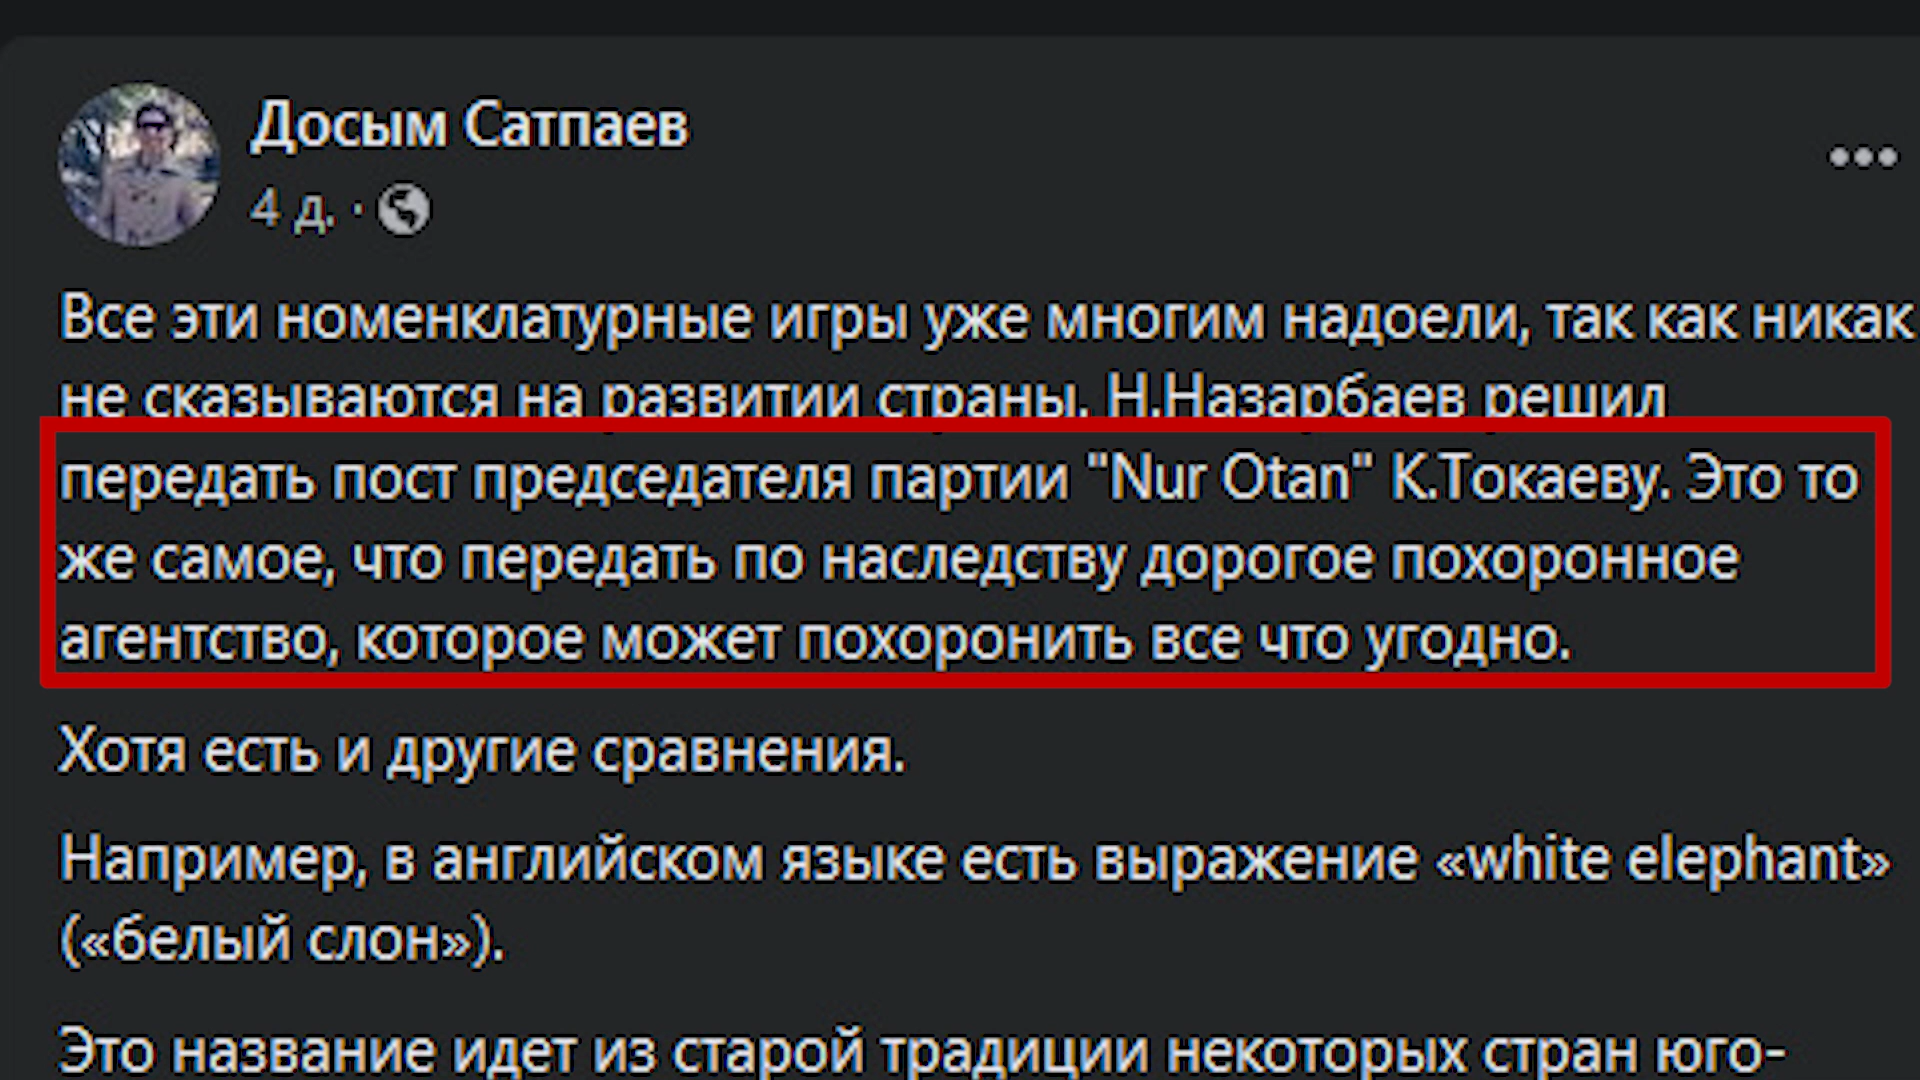 Досым Сатпаев
4 д. ·
Все эти номенклатурные игры уже многим надоели, так как никак
не сказываются на развитии страны. Н.Назарбаев решил
передать пост председателя партии "Nur Otan" К.Токаеву. Это то
же самое, что передать по наследству дорогое похоронное
агентство, которое может похоронить все что угодно.
Хотя есть и другие сравнения.
Например, в английском языке есть выражение «white elephant»
(«белый слон»).
Это название идет из старой традиции некоторых стран юго-